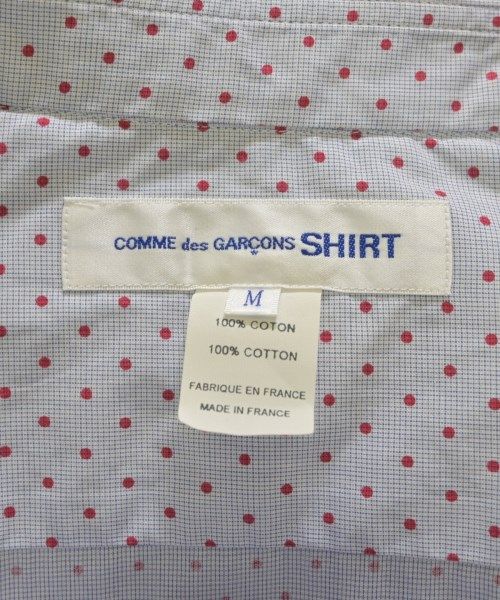 COMME des GARÇONS SHIRT
M
100% COTON
100% COTTON
FABRIQUE EN FRANCE
MADE IN FRANCE